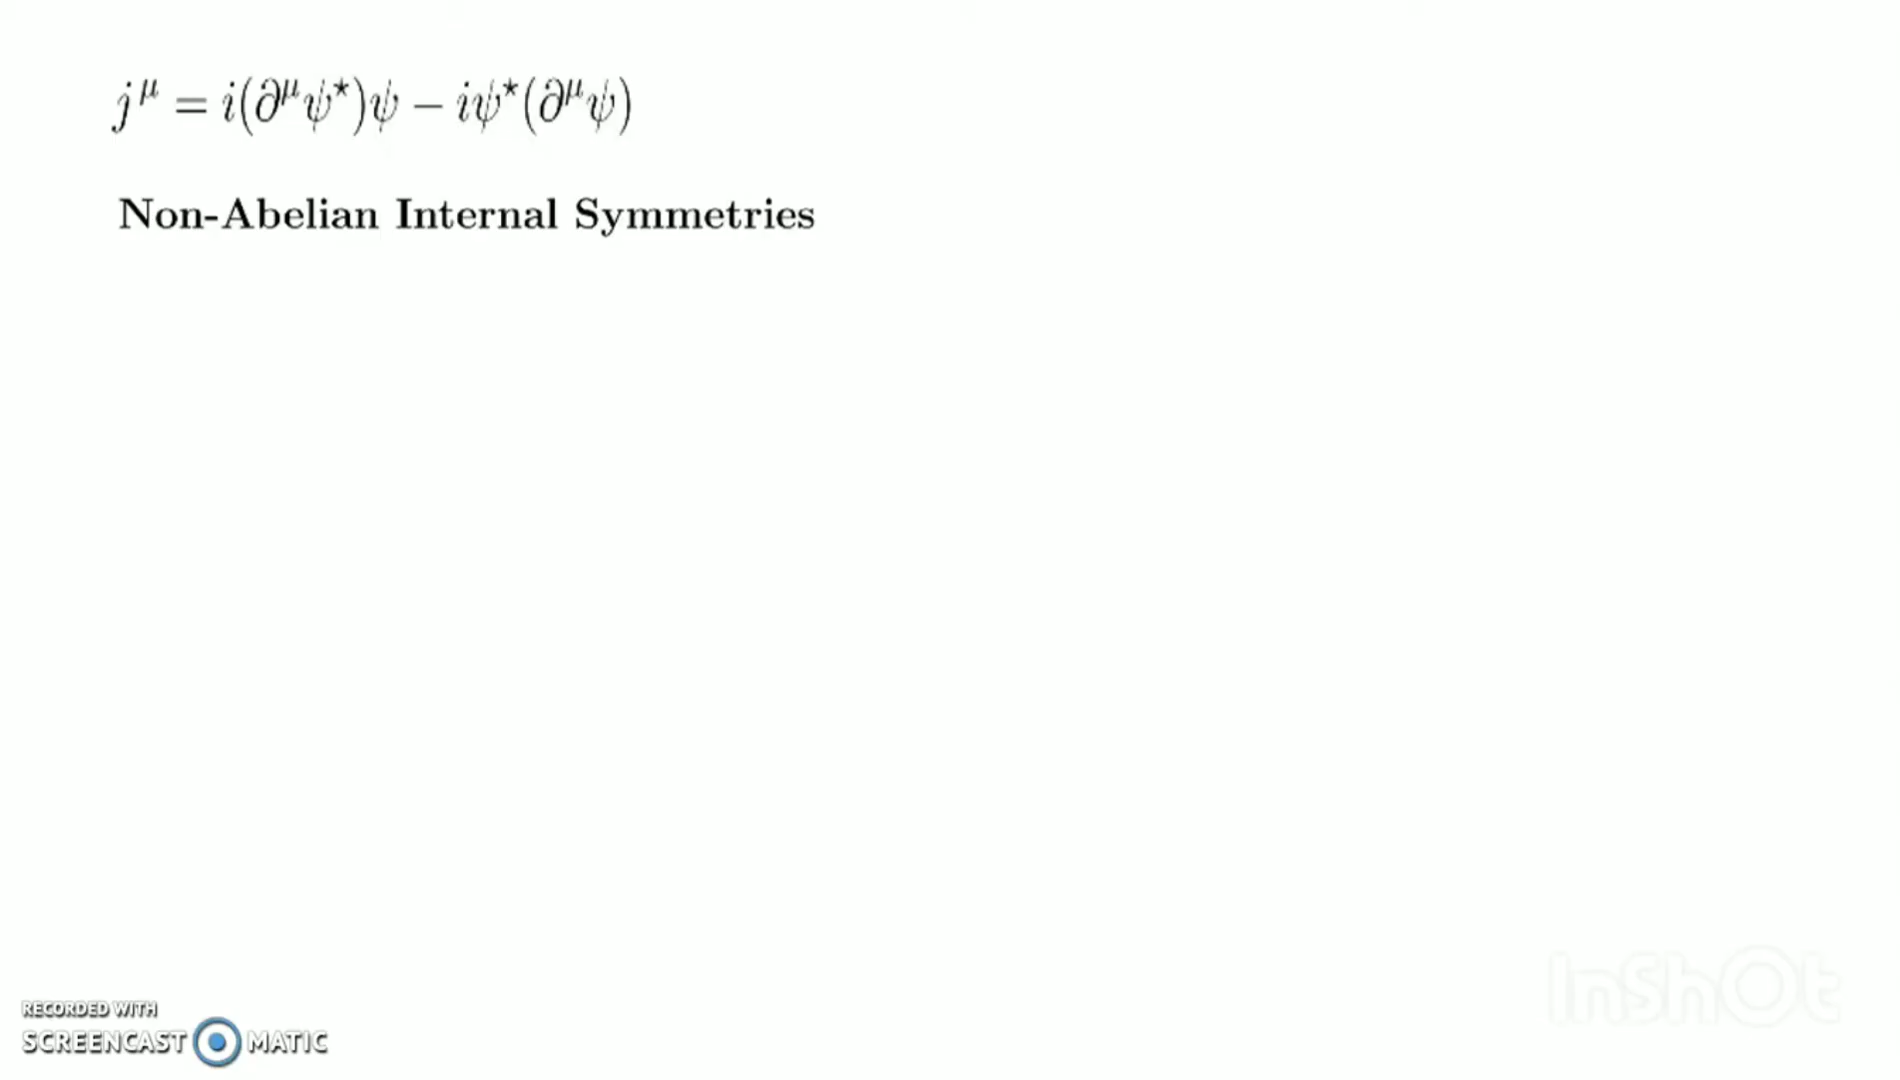 j^μ = i(∂^μψ*)ψ − iψ*(∂^μψ)
Non-Abelian Internal Symmetries
InShOt
RECORDED WITH
SCREENCAST MATIC